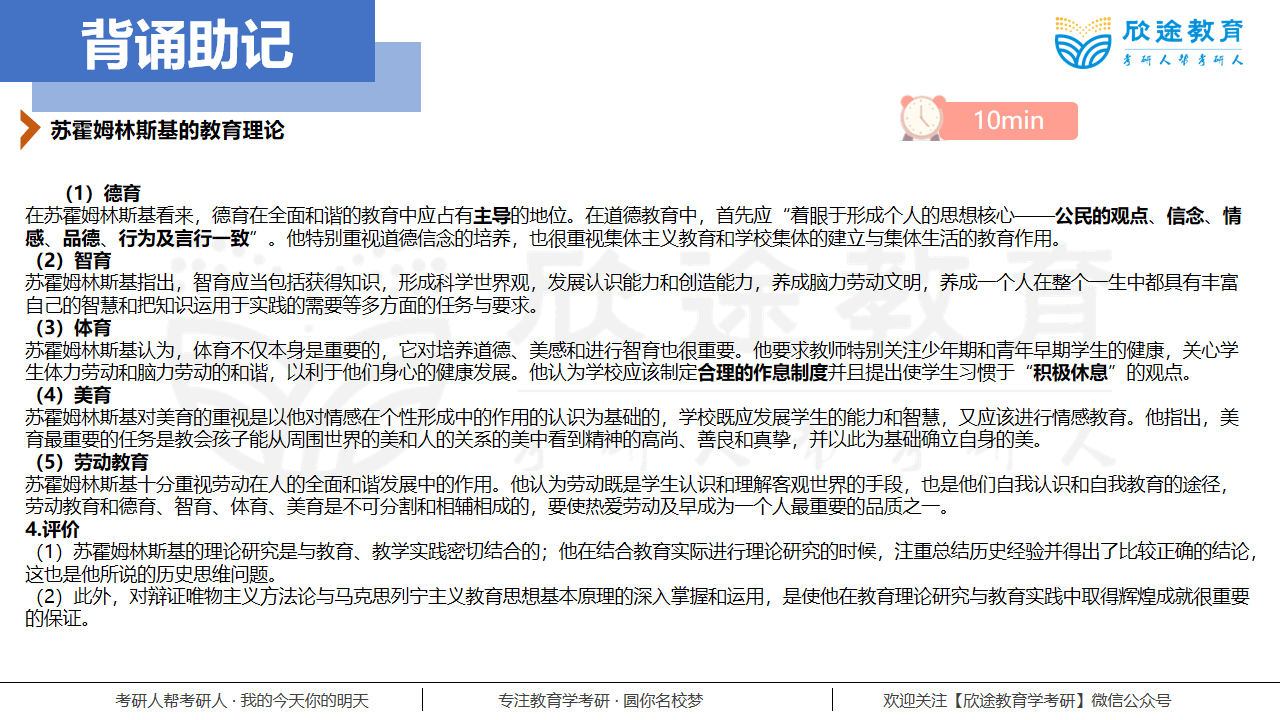 背诵助记
欣途教育
考研人帮考研人
苏霍姆林斯基的教育理论
10min
（1）德育
在苏霍姆林斯基看来，德育在全面和谐的教育中应占有主导的地位。在道德教育中，首先应“着眼于形成个人的思想核心——公民的观点、信念、情
感、品德、行为及言行一致”。他特别重视道德信念的培养，也很重视集体主义教育和学校集体的建立与集体生活的教育作用。
（2）智育
苏霍姆林斯基指出，智育应当包括获得知识，形成科学世界观，发展认识能力和创造能力，养成脑力劳动文明，养成一个人在整个一生中都具有丰富
自己的智慧和把知识运用于实践的需要等多方面的任务与要求。
（3）体育
苏霍姆林斯基认为，体育不仅本身是重要的，它对培养道德、美感和进行智育也很重要。他要求教师特别关注少年期和青年早期学生的健康，关心学
生体力劳动和脑力劳动的和谐，以利于他们身心的健康发展。他认为学校应该制定合理的作息制度并且提出使学生习惯于“积极休息”的观点。
（4）美育
苏霍姆林斯基对美育的重视是以他对情感在个性形成中的作用的认识为基础的，学校既应发展学生的能力和智慧，又应该进行情感教育。他指出，美
育最重要的任务是教会孩子能从周围世界的美和人的关系的美中看到精神的高尚、善良和真挚，并以此为基础确立自身的美。
（5）劳动教育
苏霍姆林斯基十分重视劳动在人的全面和谐发展中的作用。他认为劳动既是学生认识和理解客观世界的手段，也是他们自我认识和自我教育的途径，
劳动教育和德育、智育、体育、美育是不可分割和相辅相成的，要使热爱劳动及早成为一个人最重要的品质之一。
4.评价
（1）苏霍姆林斯基的理论研究是与教育、教学实践密切结合的；他在结合教育实际进行理论研究的时候，注重总结历史经验并得出了比较正确的结论，
这也是他所说的历史思维问题。
（2）此外，对辩证唯物主义方法论与马克思列宁主义教育思想基本原理的深入掌握和运用，是使他在教育理论研究与教育实践中取得辉煌成就很重要
的保证。
欣途教育
考研人帮考研人
考研人帮考研人 · 我的今天你的明天
专注教育学考研 · 圆你名校梦
欢迎关注【欣途教育学考研】微信公众号